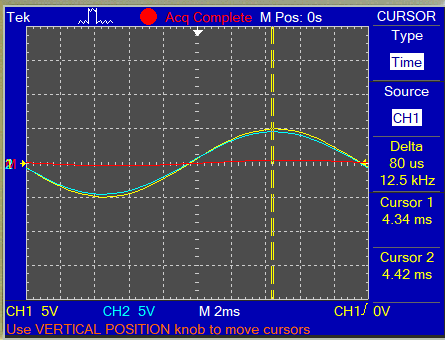 Tek Acq Complete M Pos: 0s CURSOR
Type
Time
Source
CH1
Delta
80 us
12.5 kHz
Cursor 1
4.34 ms
Cursor 2
4.42 ms
CH1 5V CH2 5V M 2ms CH1 0V
Use VERTICAL POSITION knob to move cursors